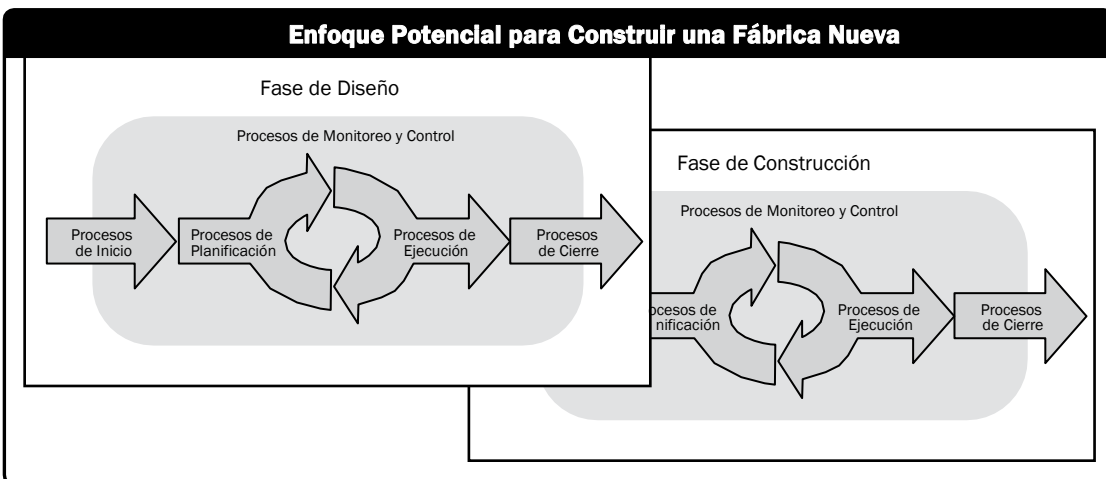 Enfoque Potencial para Construir una Fábrica Nueva
Fase de Diseño
Procesos de Monitoreo y Control
Procesos
de Inicio
Procesos de
Planificación
Procesos de
Ejecución
Procesos
de Cierre
Fase de Construcción
Procesos de Monitoreo y Control
ocesos de
nificación
Procesos de
Ejecución
Procesos
de Cierre